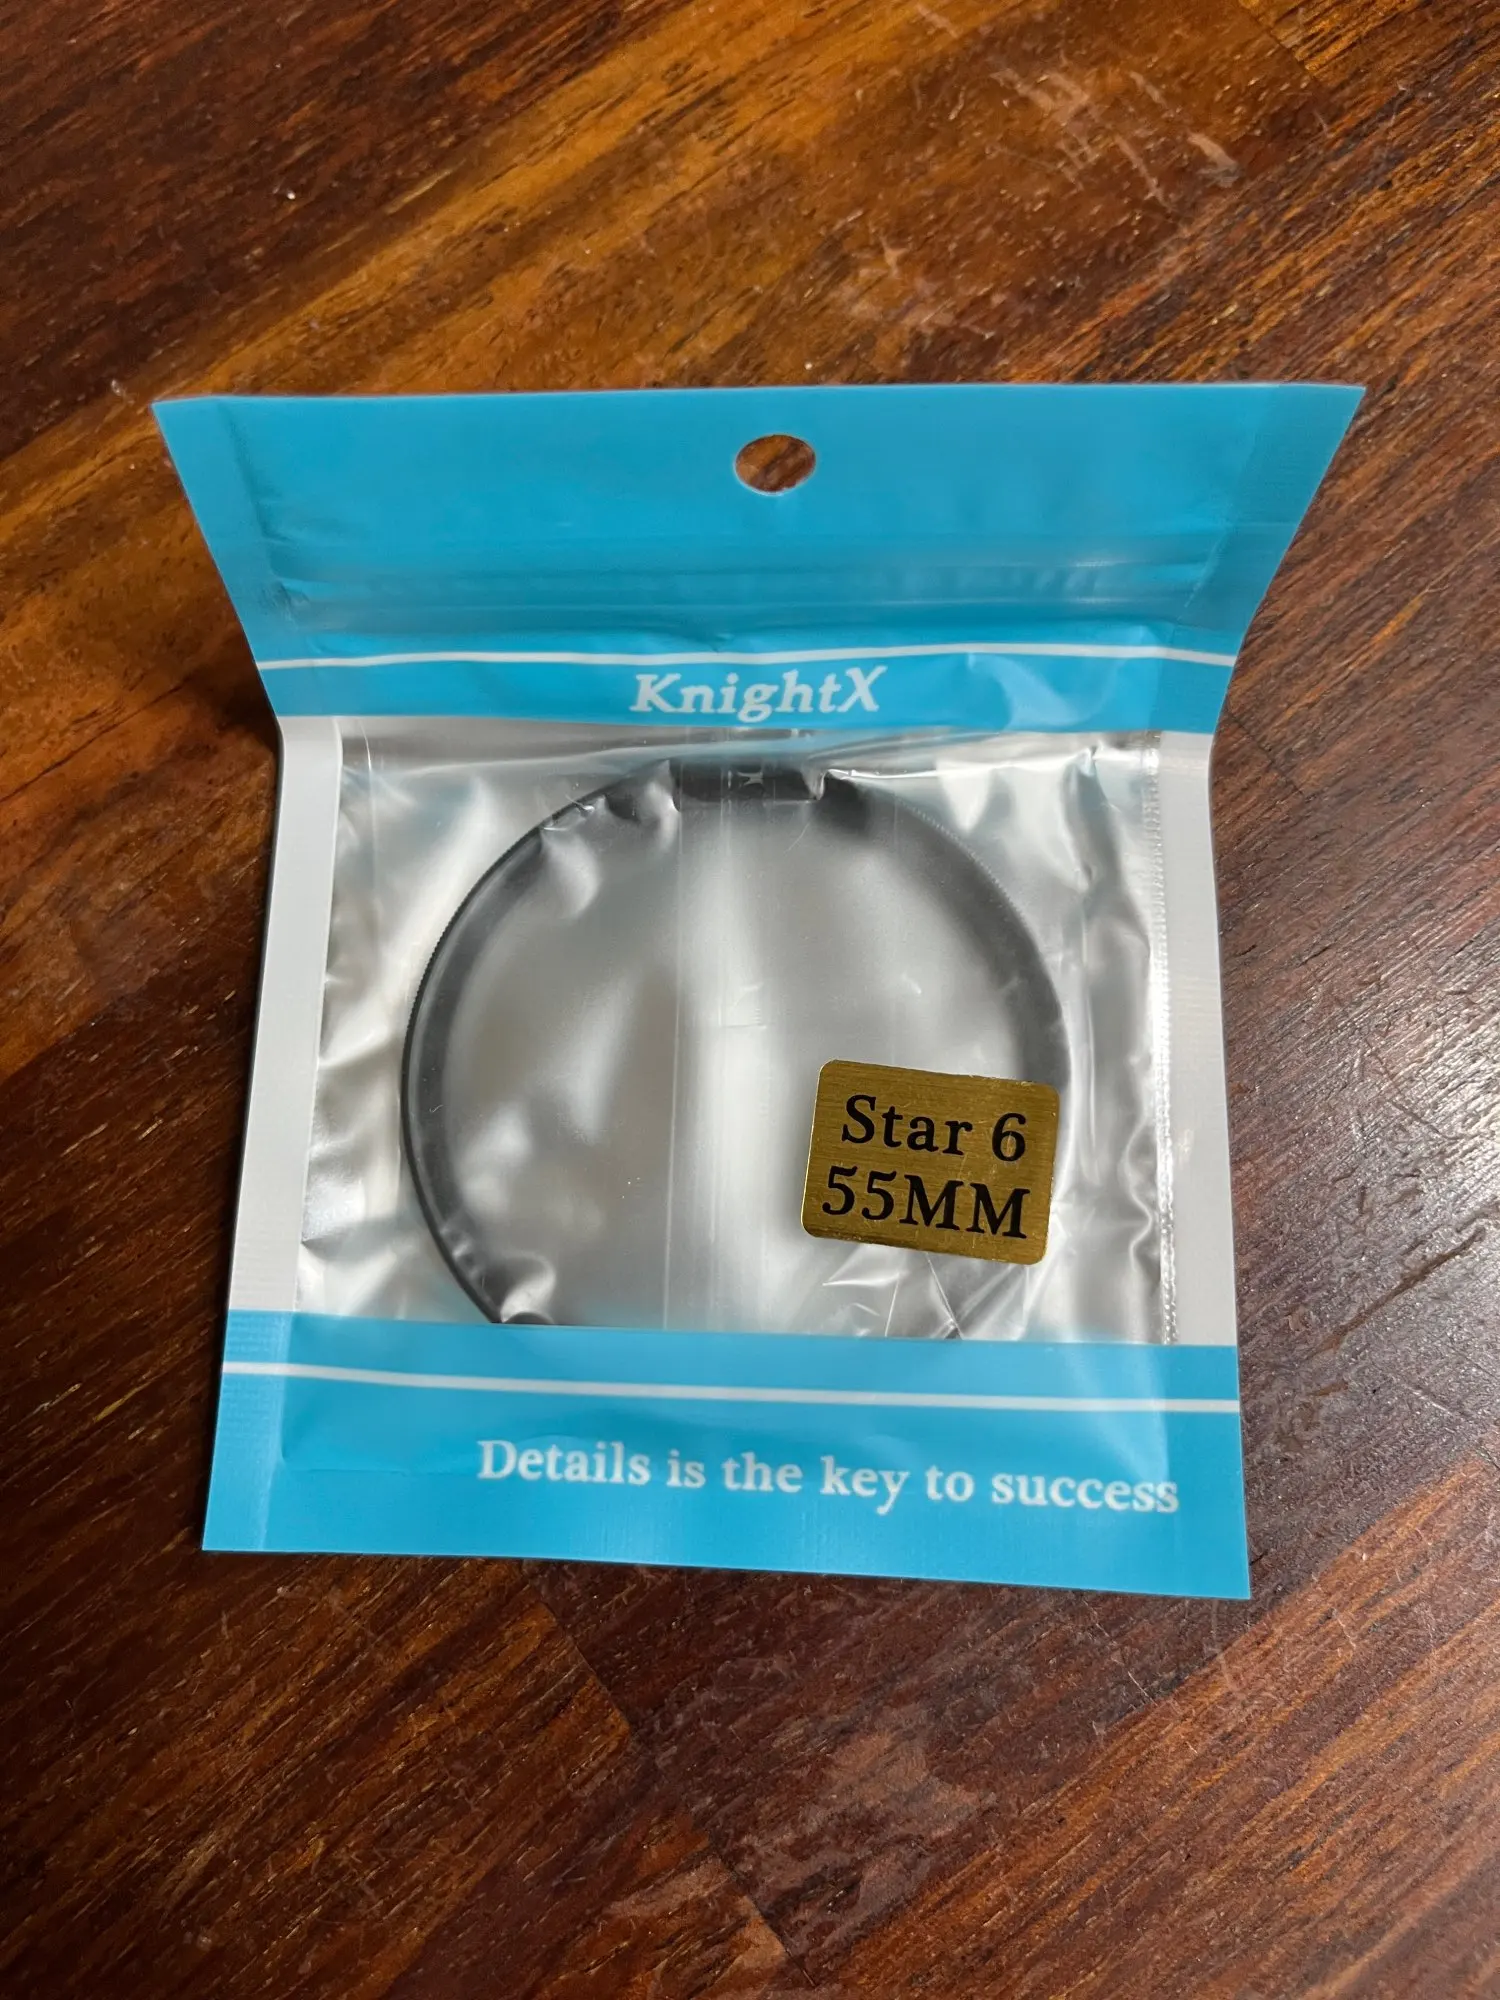 KnightX
Star 6
55MM
Details is the key to success